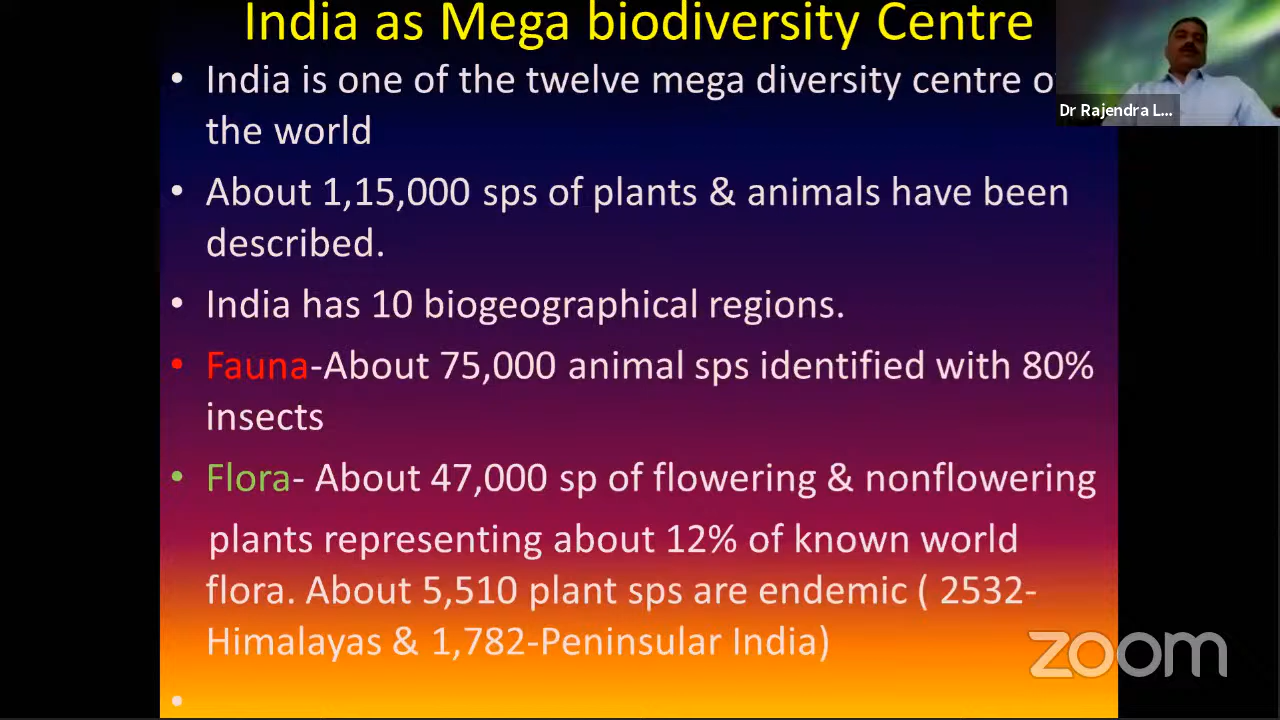 India as Mega biodiversity Centre
• India is one of the twelve mega diversity centre
the world
• About 1,15,000 sps of plants & animals have been
described.
• India has 10 biogeographical regions.
• Fauna-About 75,000 animal sps identified with 80%
insects
• Flora- About 47,000 sp of flowering & nonflowering
plants representing about 12% of known world
flora. About 5,510 plant sps are endemic ( 2532-
Himalayas & 1,782-Peninsular India)
•
Dr Rajendra L...
zoom